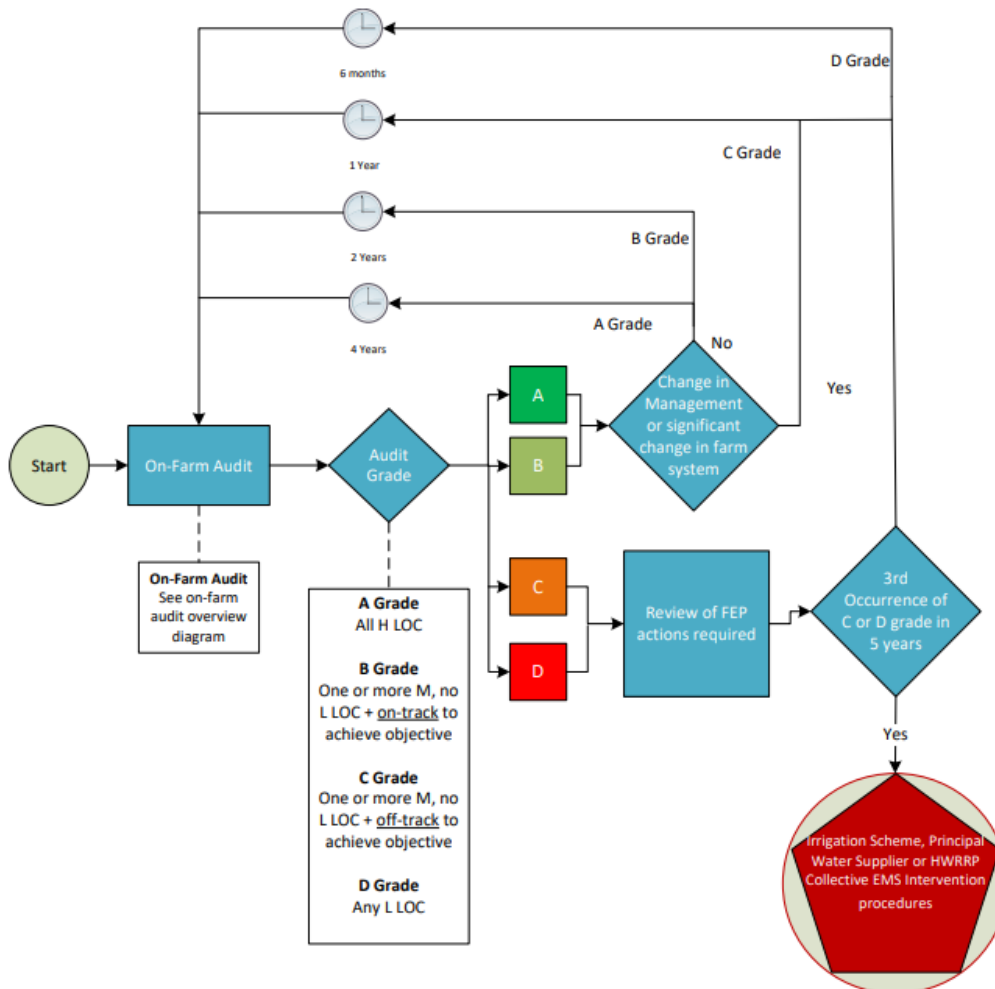 D Grade
6 months
C Grade
1 Year
B Grade
2 Years
A Grade
4 Years
No
Yes
Start
On-Farm Audit
Audit
Grade
A
B
Change in
Management
or significant
change in farm
system
On-Farm Audit
See on-farm
audit overview
diagram
A Grade
All H LOC
B Grade
One or more M, no
L LOC + on-track to
achieve objective
C Grade
One or more M, no
L LOC + off-track to
achieve objective
D Grade
Any L LOC
C
D
Review of FEP
actions required
3rd
Occurrence of
C or D grade in
5 years
Yes
Irrigation Scheme, Principal
Water Supplier or HWRRP
Collective EMS Intervention
procedures